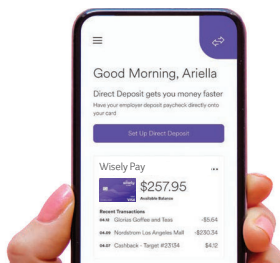 Good Morning, Ariella
Direct Deposit gets you money faster
Have your employer deposit paycheck directly onto
your card
Set Up Direct Deposit
Wisely Pay
$257.95
Available Balance
VISA
Recent Transactions
04.13 Glorias Coffee and Teas -$5.64
04.09 Nordstrom Los Angeles Mall -$230.34
04.07 Cashback - Target #23134 $4.12